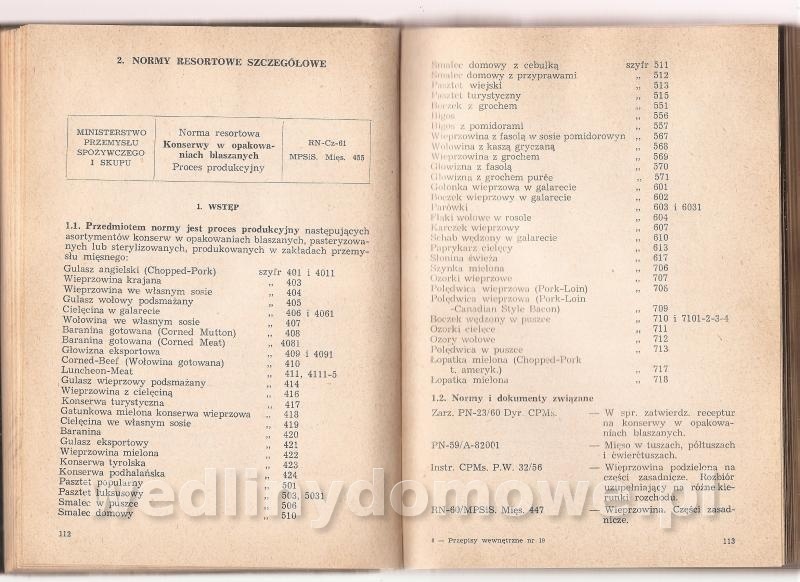 2. NORMY RESORTOWE SZCZEGÓŁOWE
MINISTERSTWO
PRZEMYSŁU
SPOŻYWCZEGO
I SKUPU
Norma resortowa
Konserwy w opakowa-
niach blaszanych
Proces produkcyjny
RN-Cz-61
MPSiS. Mięs. 455
1. WSTĘP
1.1. Przedmiotem normy jest proces produkcyjny następujących
asortymentów konserw w opakowaniach blaszanych, pasteryzowa-
nych lub sterylizowanych, produkowanych w zakładach przemy-
słu mięsnego:
Gulasz angielski (Chopped-Pork) szyfr 401 i 4011
Wieprzowina krajana „ 403
Wieprzowina we własnym sosie „ 404
Gulasz wołowy podsmażany „ 405
Cielęcina w galarecie „ 406 i 4061
Wołowina we własnym sosie „ 407
Baranina gotowana (Corned Mutton) „ 408
Baranina gotowana (Corned Meat) „ 4081
Głowizna eksportowa „ 409 i 4091
Corned-Beef (Wołowina gotowana) „ 410
Luncheon-Meat „ 411, 4111-5
Gulasz wieprzowy podsmażany „ 414
Wieprzowina z cielęciną „ 416
Konserwa turystyczna „ 417
Gatunkowa mielona konserwa wieprzowa „ 418
Cielęcina we własnym sosie „ 419
Baranina „ 420
Gulasz eksportowy „ 421
Wieprzowina mielona „ 422
Konserwa tyrolska „ 423
Konserwa podhalańska „ 424
Pasztet popularny „ 501
Pasztet luksusowy „ 503, 5031
Smalec w puszce „ 506
Smalec domowy „ 510
112
Smalec domowy z cebulką szyfr 511
Smalec domowy z przyprawami „ 512
Pasztet wiejski „ 513
Pasztet turystyczny „ 515
Boczek z grochem „ 551
Bigos „ 556
Bigos z pomidorami „ 557
Wieprzowina z fasolą w sosie pomidorowym „ 567
Wołowina z kaszą gryczaną „ 568
Wieprzowina z grochem „ 569
Głowizna z fasolą „ 570
Głowizna z grochem purée „ 571
Golonka wieprzowa w galarecie „ 601
Boczek wieprzowy w galarecie „ 602
Parówki „ 603 i 6031
Flaki wołowe w rosole „ 604
Karczek wieprzowy „ 607
Schab wędzony w galarecie „ 610
Paprykarz cielęcy „ 613
Słonina świeża „ 617
Szynka mielona „ 706
Ozorki wieprzowe „ 707
Polędwica wieprzowa (Pork-Loin) „ 708
Polędwica wieprzowa (Pork-Loin
-Canadian Style Bacon) „ 709
Boczek wędzony w puszce „ 710 i 7101-2-3-4
Ozorki cielęce „ 711
Ozory wołowe „ 712
Polędwica w puszce „ 713
Łopatka mielona (Chopped-Pork
t. ameryk.) „ 717
Łopatka mielona „ 718
1.2. Normy i dokumenty związane
Zarz. PN-23/60 Dyr. CPMs. — W spr. zatwierdz. receptur
na konserwy w opakowa-
niach blaszanych.
PN-59/A-82001 — Mięso w tuszach, półtuszach
i ćwierćtuszach.
Instr. CPMs. P.W. 32/56 — Wieprzowina podzielona na
części zasadnicze. Rozbiór
uzupełniający na różne kie-
runki rozchodu.
RN-60/MPSiS. Mięs. 447 — Wieprzowina. Części zasad-
nicze.
8 — Przepisy wewnętrzne nr 19
113
wedlinydomowe.pl